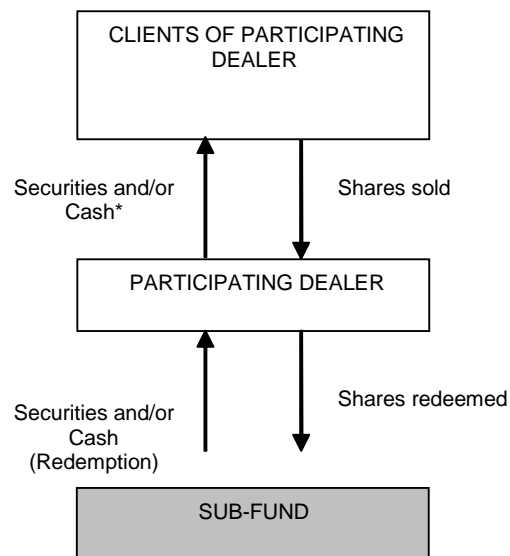 CLIENTS OF PARTICIPATING
DEALER
Securities and/or
Cash*
Shares sold
PARTICIPATING DEALER
Securities and/or
Cash
(Redemption)
Shares redeemed
SUB-FUND